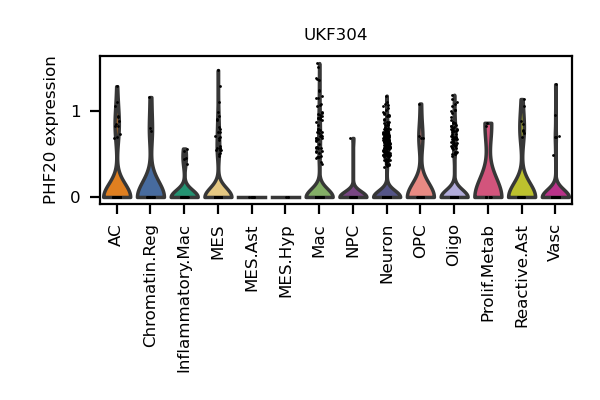 UKF304
PHF20 expression
1
0
AC
Chromatin.Reg
Inflammatory.Mac
MES
MES.Ast
MES.Hyp
Mac
NPC
Neuron
OPC
Oligo
Prolif.Metab
Reactive.Ast
Vasc